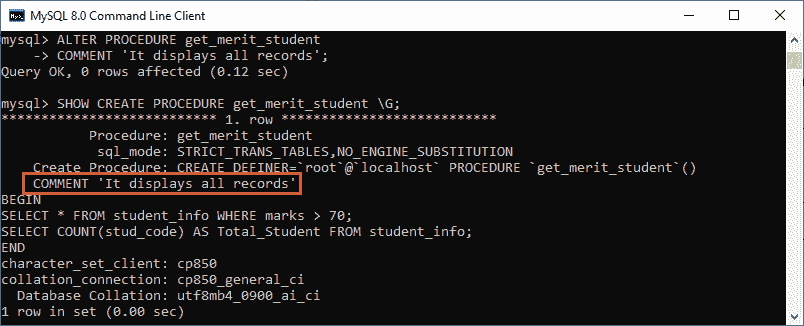 MySQL 8.0 Command Line Client
mysql> ALTER PROCEDURE get_merit_student
    -> COMMENT 'It displays all records';
Query OK, 0 rows affected (0.12 sec)

mysql> SHOW CREATE PROCEDURE get_merit_student \G;
*************************** 1. row ***************************
           Procedure: get_merit_student
            sql_mode: STRICT_TRANS_TABLES,NO_ENGINE_SUBSTITUTION
    Create Procedure: CREATE DEFINER=`root`@`localhost` PROCEDURE `get_merit_student`()
    COMMENT 'It displays all records'
BEGIN
SELECT * FROM student_info WHERE marks > 70;
SELECT COUNT(stud_code) AS Total_Student FROM student_info;
END
character_set_client: cp850
collation_connection: cp850_general_ci
  Database Collation: utf8mb4_0900_ai_ci
1 row in set (0.00 sec)